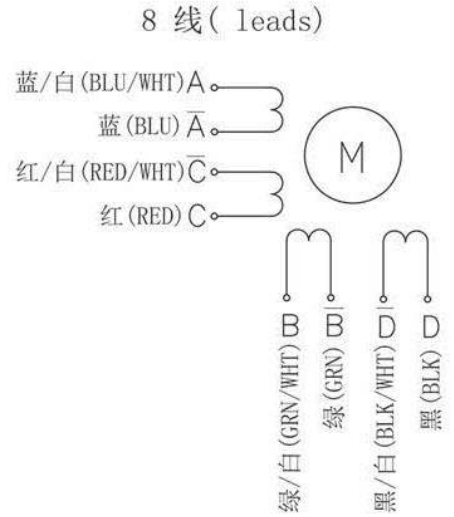 8 线( leads)
蓝/白(BLU/WHT)A
蓝(BLU)A̅
红/白(RED/WHT)C̅
红(RED)C
M
B
B̅
D̅
D
绿/白(GRN/WHT)
绿(GRN)
黑/白(BLK/WHT)
黑(BLK)